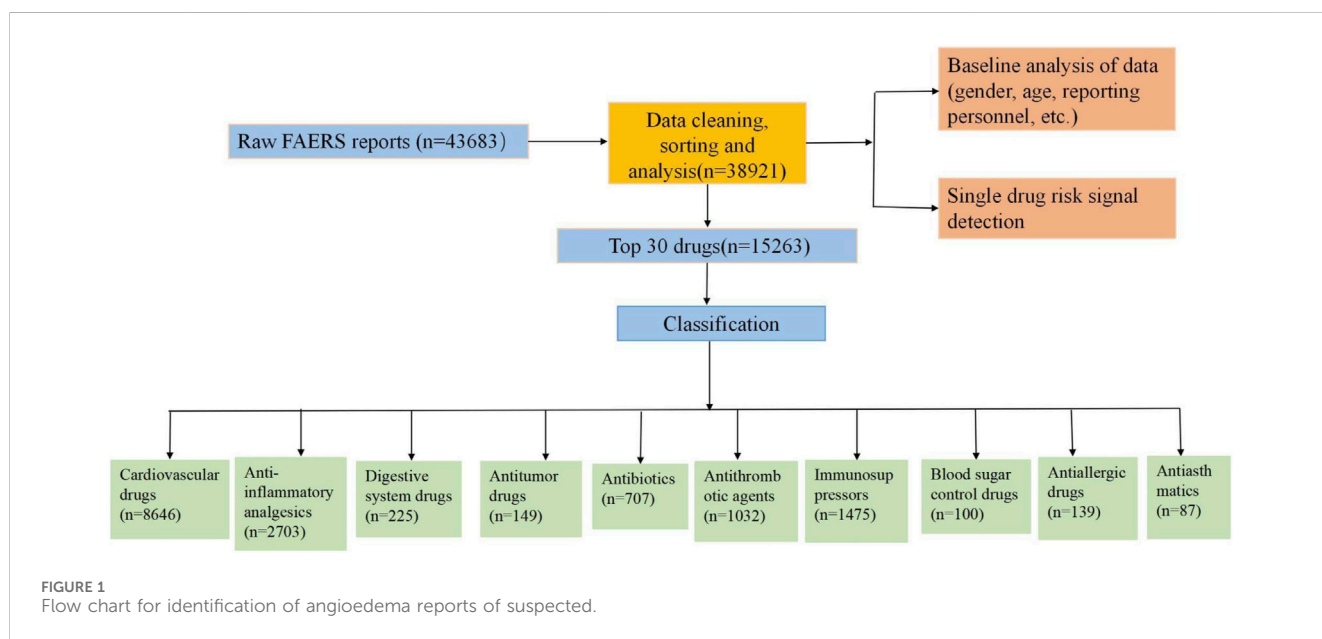 Baseline analysis of data
(gender, age, reporting
personnel, etc.)
Raw FAERS reports (n=43683）
Data cleaning,
sorting and
analysis(n=38921)
Single drug risk signal
detection
Top 30 drugs(n=15263)
Classification
Cardiovascular
drugs
(n=8646)
Anti-
inflammatory
analgesics
(n=2703)
Digestive
system drugs
(n=225)
Antitumor
drugs
(n=149)
Antibiotics
(n=707)
Antithromb
otic agents
(n=1032)
Immunosup
pressors
(n=1475)
Blood sugar
control drugs
(n=100)
Antiallergic
drugs
(n=139)
Antiasth
matics
(n=87)
FIGURE 1
Flow chart for identification of angioedema reports of suspected.